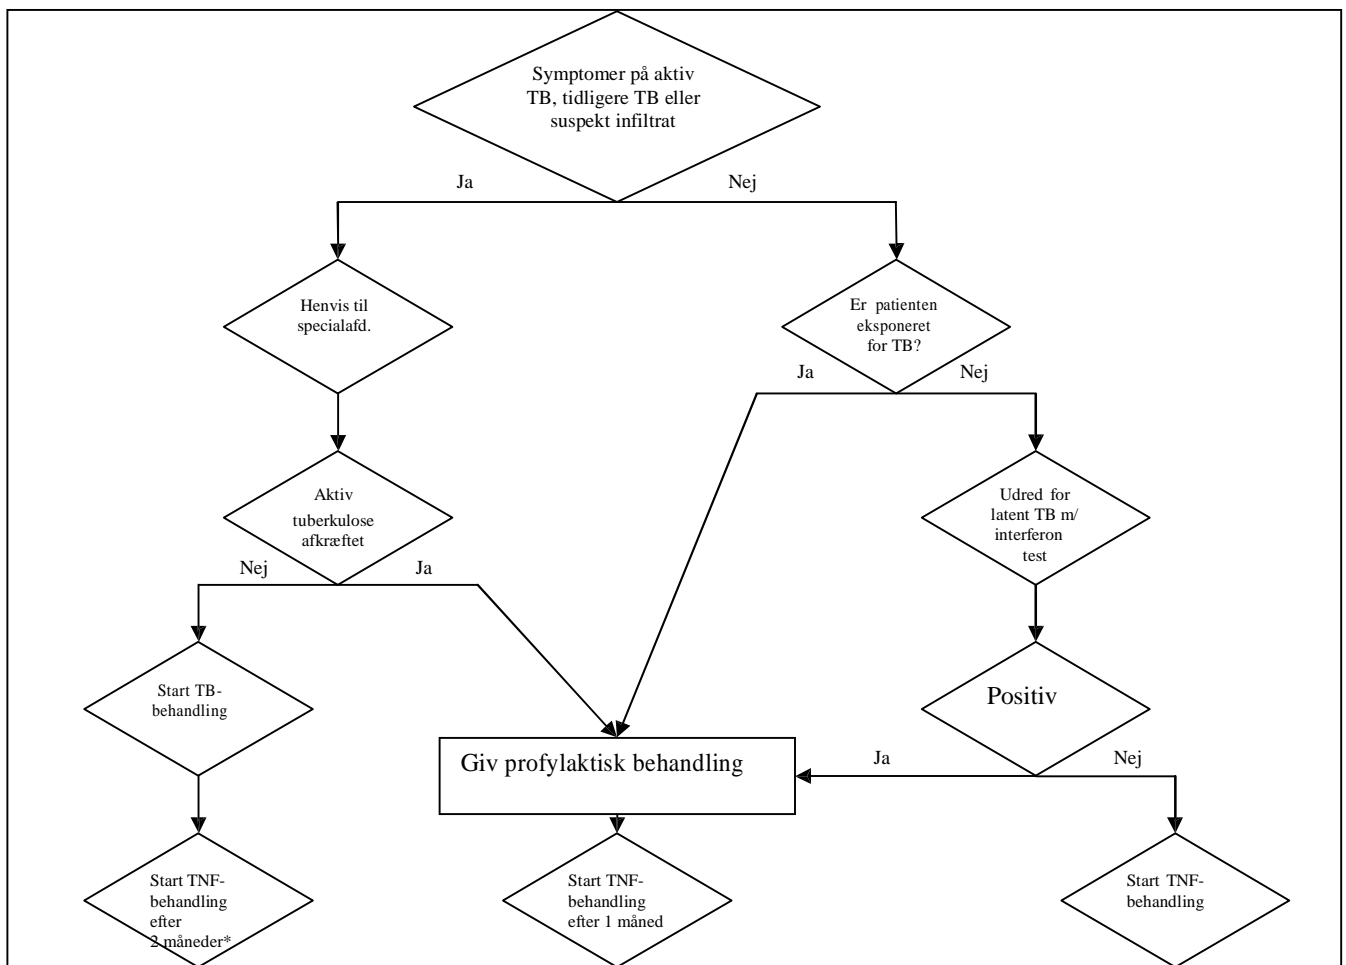 Symptomer på aktiv
TB, tidligere TB eller
suspekt infiltrat
Ja
Nej
Henvis til
specialafd.
Er patienten
eksponeret
for TB?
Ja
Nej
Aktiv
tuberkulose
afkræftet
Udred for
latent TB m/
interferon
test
Nej
Ja
Start TB-
behandling
Positiv
Giv profylaktisk behandling
Ja
Nej
Start TNF-
behandling
efter
2 måneder*
Start TNF-
behandling
efter 1 måned
Start TNF-
behandling